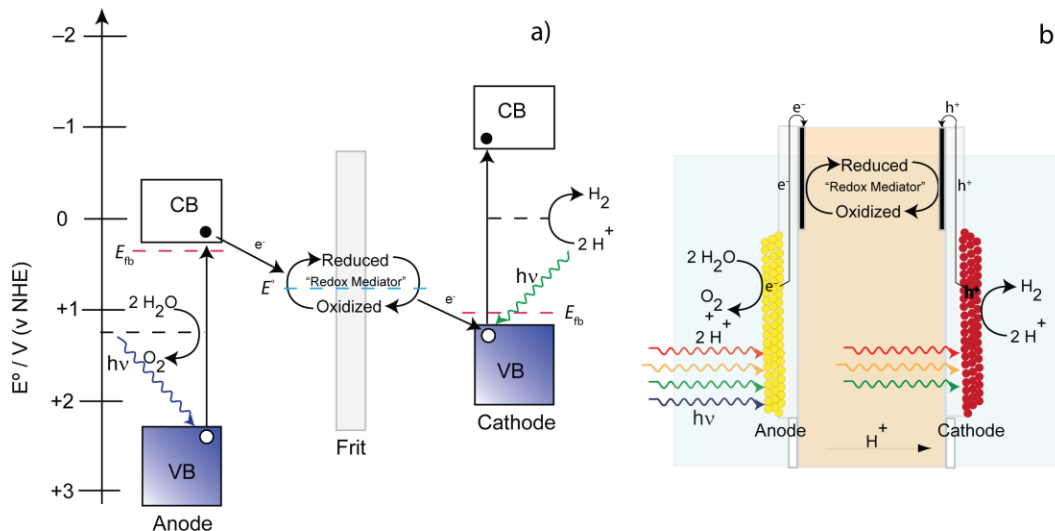 a)
E° / V (v NHE)
–2
–1
0
+1
+2
+3
CB
CB
E_fb
e⁻
Reduced
"Redox Mediator"
E°
Oxidized
e⁻
H₂
2 H⁺
hν
E_fb
2 H₂O
O₂
hν
VB
VB
Anode
Cathode
Frit
b
e⁻
h⁺
Reduced
e⁻
"Redox Mediator"
h⁺
Oxidized
2 H₂O
e⁻
O₂
+
2 H⁺
h⁺
H₂
2 H⁺
hν
Anode
Cathode
H⁺